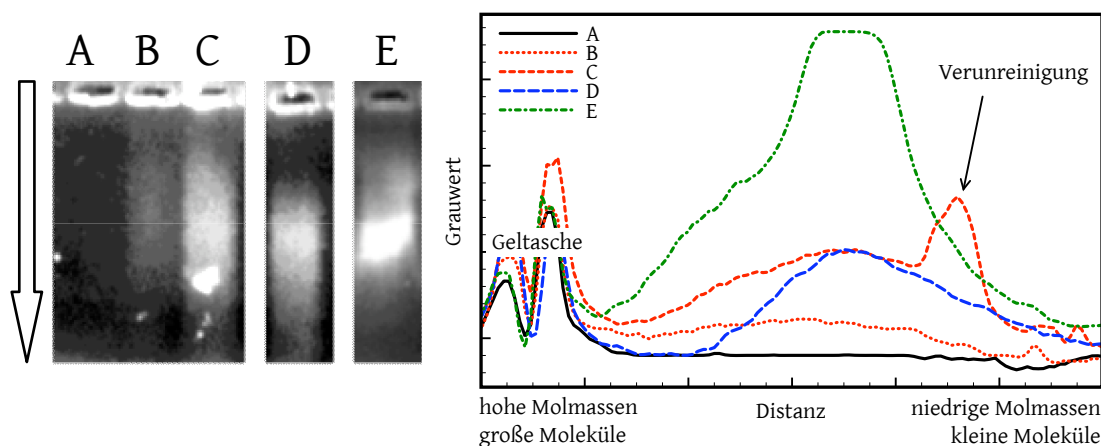 A B C D E
A
B
C
D
E
Verunreinigung
Geltasche
Grauwert
hohe Molmassen
große Moleküle
Distanz
niedrige Molmassen
kleine Moleküle